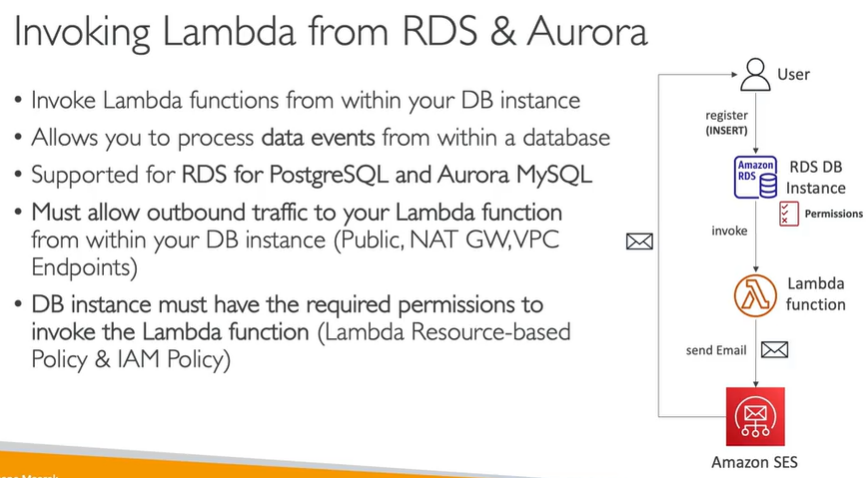 Invoking Lambda from RDS & Aurora
• Invoke Lambda functions from within your DB instance
• Allows you to process data events from within a database
• Supported for RDS for PostgreSQL and Aurora MySQL
• Must allow outbound traffic to your Lambda function
from within your DB instance (Public, NAT GW,VPC
Endpoints)
• DB instance must have the required permissions to
invoke the Lambda function (Lambda Resource-based
Policy & IAM Policy)
User
register
(INSERT)
Amazon
RDS
RDS DB
Instance
Permissions
invoke
Lambda
function
send Email
Amazon SES